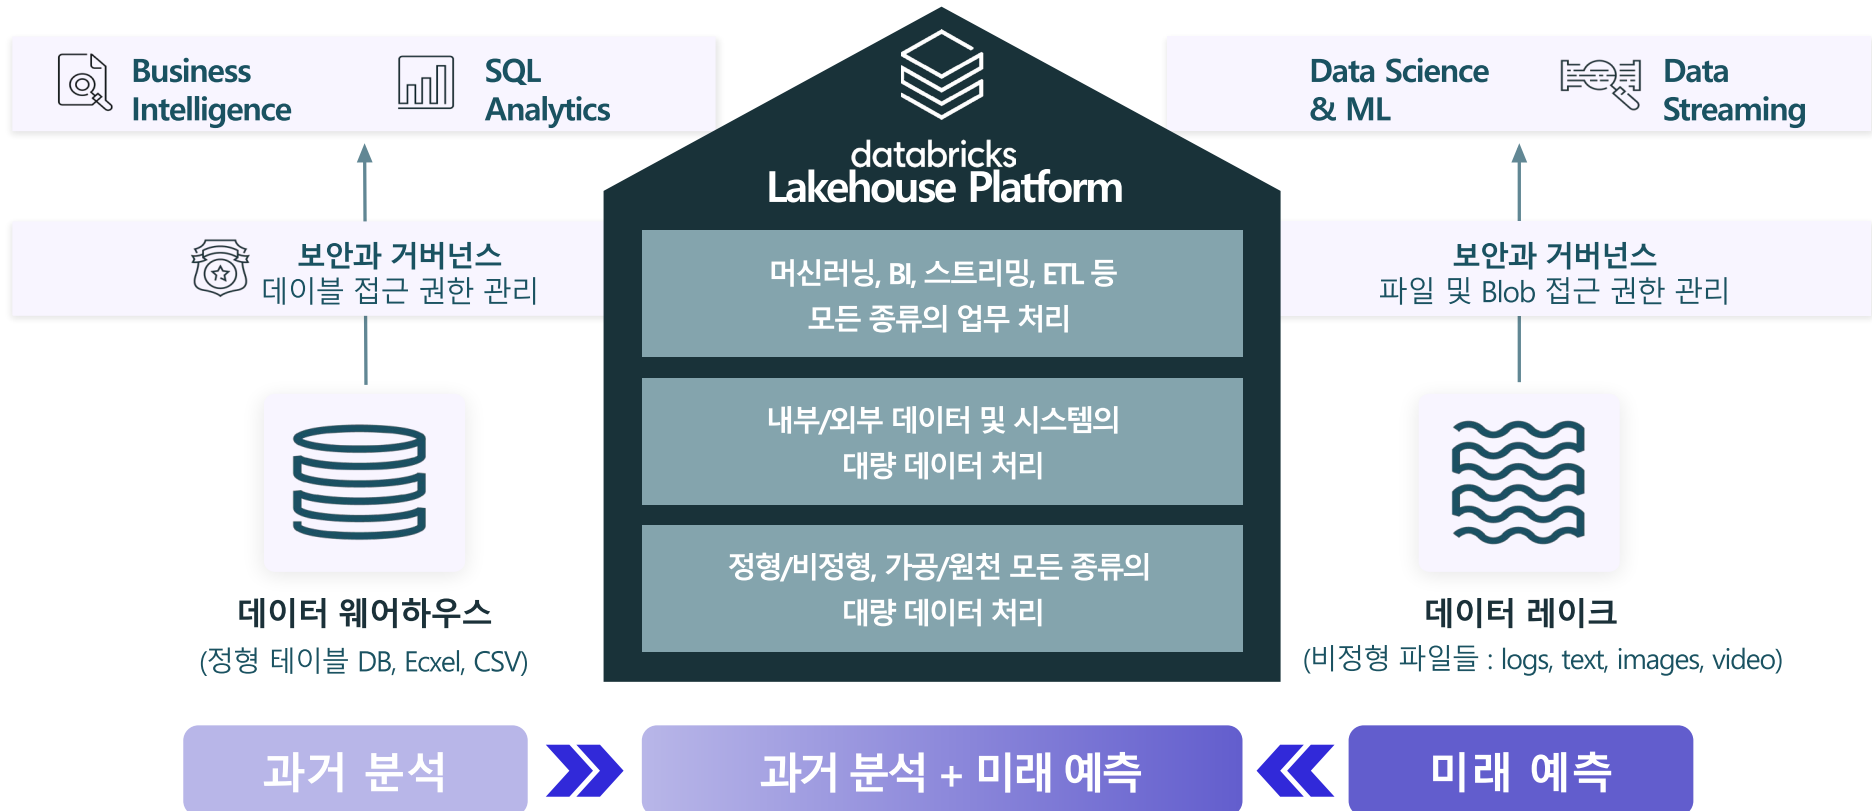 Business
Intelligence
SQL
Analytics
보안과 거버넌스
데이블 접근 권한 관리
데이터 웨어하우스
(정형 테이블 DB, Ecxel, CSV)
databricks
Lakehouse Platform
머신러닝, BI, 스트리밍, ETL 등
모든 종류의 업무 처리
내부/외부 데이터 및 시스템의
대량 데이터 처리
정형/비정형, 가공/원천 모든 종류의
대량 데이터 처리
Data Science
& ML
Data
Streaming
보안과 거버넌스
파일 및 Blob 접근 권한 관리
데이터 레이크
(비정형 파일들 : logs, text, images, video)
과거 분석
과거 분석 + 미래 예측
미래 예측